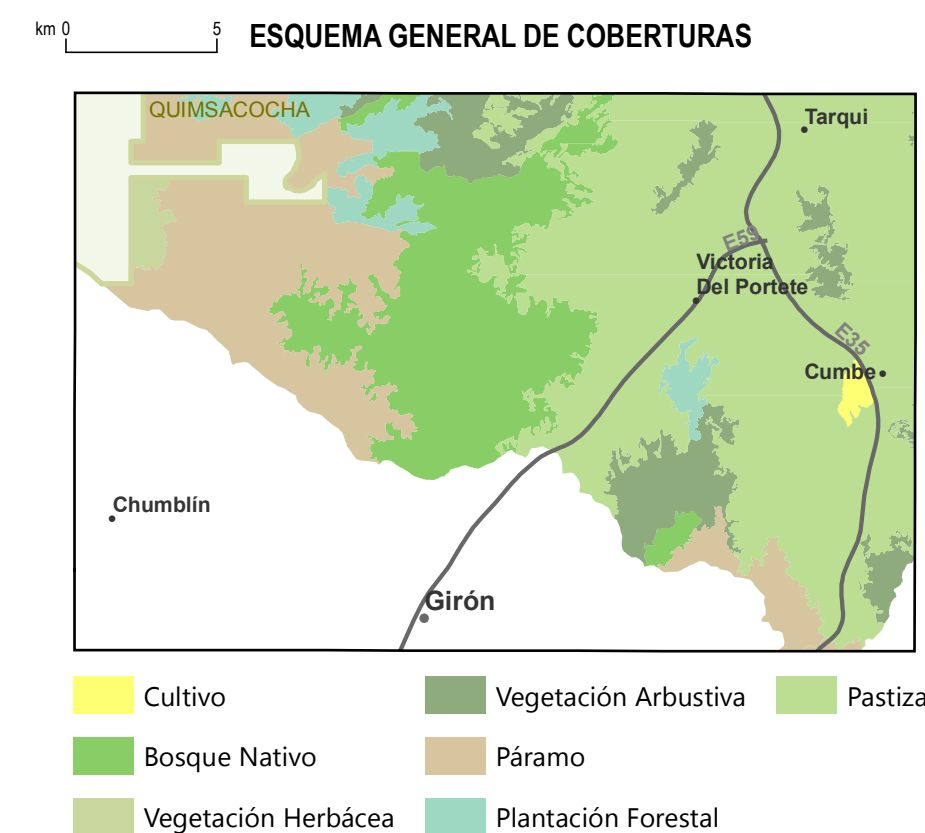 km 0 5 ESQUEMA GENERAL DE COBERTURAS
QUIMSACOCHA
Tarqui
E59
Victoria
Del Portete
E35
Cumbe
Chumblín
Girón
Cultivo
Vegetación Arbustiva
Pastiza
Bosque Nativo
Páramo
Vegetación Herbácea
Plantación Forestal